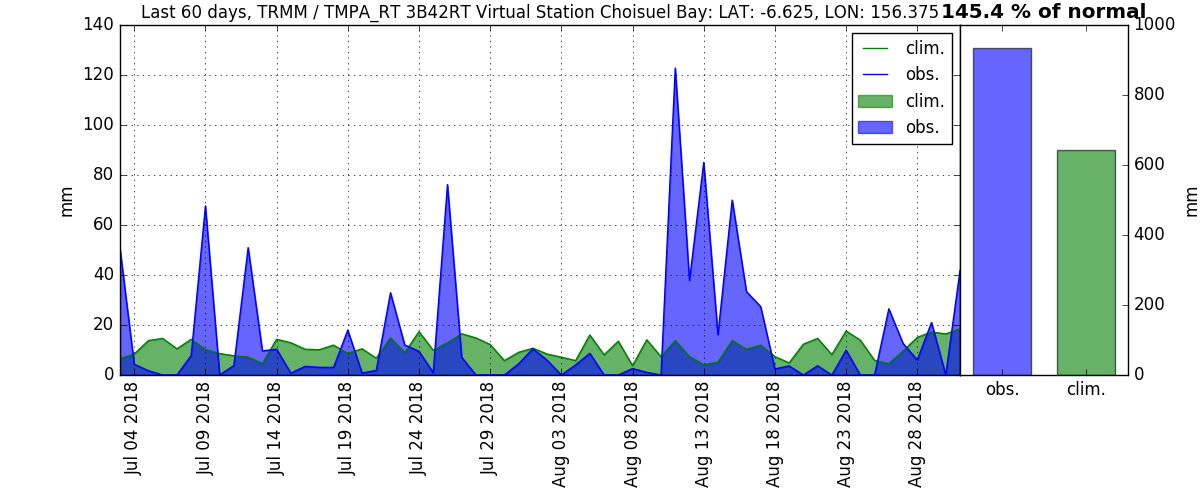 Last 60 days, TRMM / TMPA_RT 3B42RT Virtual Station Choisuel Bay: LAT: -6.625, LON: 156.375
145.4 % of normal
mm
140
120
100
80
60
40
20
0
clim.
obs.
clim.
obs.
Jul 04 2018
Jul 09 2018
Jul 14 2018
Jul 19 2018
Jul 24 2018
Jul 29 2018
Aug 03 2018
Aug 08 2018
Aug 13 2018
Aug 18 2018
Aug 23 2018
Aug 28 2018
1000
800
600
400
200
0
mm
obs.
clim.